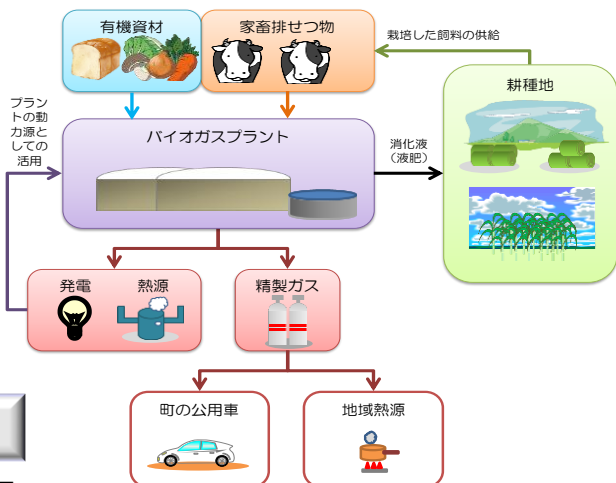 有機資材
家畜排せつ物
栽培した飼料の供給
耕種地
プラン
トの動
力源と
しての
活用
バイオガスプラント
消化液
（液肥）
発電
熱源
精製ガス
町の公用車
地域熱源